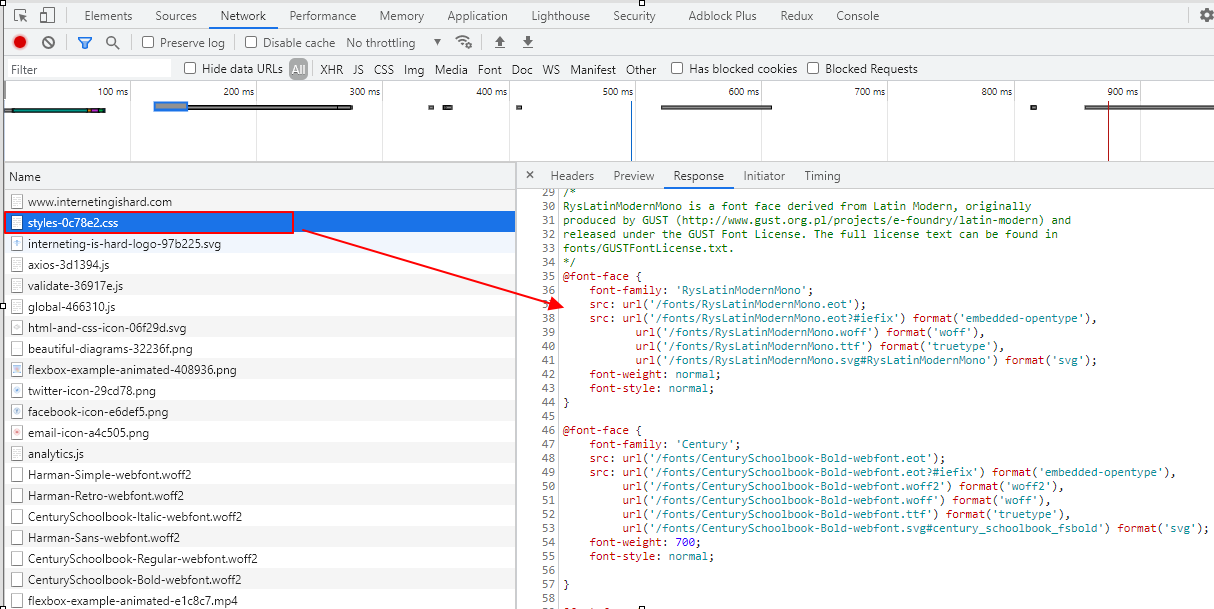 Elements Sources Network Performance Memory Application Lighthouse Security Adblock Plus Redux Console
Preserve log Disable cache No throttling
Filter Hide data URLs All XHR JS CSS Img Media Font Doc WS Manifest Other Has blocked cookies Blocked Requests
100 ms 200 ms 300 ms 400 ms 500 ms 600 ms 700 ms 800 ms 900 ms
Name
www.internetingishard.com
styles-0c78e2.css
interneting-is-hard-logo-97b225.svg
axios-3d1394.js
validate-36917e.js
global-466310.js
html-and-css-icon-06f29d.svg
beautiful-diagrams-32236f.png
flexbox-example-animated-408936.png
twitter-icon-29cd78.png
facebook-icon-e6def5.png
email-icon-a4c505.png
analytics.js
Harman-Simple-webfont.woff2
Harman-Retro-webfont.woff2
CenturySchoolbook-Italic-webfont.woff2
Harman-Sans-webfont.woff2
CenturySchoolbook-Regular-webfont.woff2
CenturySchoolbook-Bold-webfont.woff2
flexbox-example-animated-e1c8c7.mp4
× Headers Preview Response Initiator Timing
29 /*
30 RysLatinModernMono is a font face derived from Latin Modern, originally
31 produced by GUST (http://www.gust.org.pl/projects/e-foundry/latin-modern) and
32 released under the GUST Font License. The full license text can be found in
33 fonts/GUSTFontLicense.txt.
34 */
35 @font-face {
36 font-family: 'RysLatinModernMono';
src: url('/fonts/RysLatinModernMono.eot');
38 src: url('/fonts/RysLatinModernMono.eot?#iefix') format('embedded-opentype'),
39 url('/fonts/RysLatinModernMono.woff') format('woff'),
40 url('/fonts/RysLatinModernMono.ttf') format('truetype'),
41 url('/fonts/RysLatinModernMono.svg#RysLatinModernMono') format('svg');
42 font-weight: normal;
43 font-style: normal;
44 }
45
46 @font-face {
47 font-family: 'Century';
48 src: url('/fonts/CenturySchoolbook-Bold-webfont.eot');
49 src: url('/fonts/CenturySchoolbook-Bold-webfont.eot?#iefix') format('embedded-opentype'),
50 url('/fonts/CenturySchoolbook-Bold-webfont.woff2') format('woff2'),
51 url('/fonts/CenturySchoolbook-Bold-webfont.woff') format('woff'),
52 url('/fonts/CenturySchoolbook-Bold-webfont.ttf') format('truetype'),
53 url('/fonts/CenturySchoolbook-Bold-webfont.svg#century_schoolbook_fsbold') format('svg');
54 font-weight: 700;
55 font-style: normal;
56
57 }
58